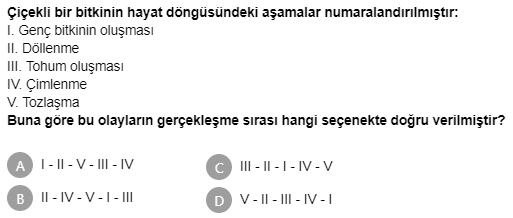 Çiçekli bir bitkinin hayat döngüsündeki aşamalar numaralandırılmıştır:
I. Genç bitkinin oluşması
II. Döllenme
III. Tohum oluşması
IV. Çimlenme
V. Tozlaşma
Buna göre bu olayların gerçekleşme sırası hangi seçenekte doğru verilmiştir?
A I - II - V - III - IV
B II - IV - V - I - III
C III - II - I - IV - V
D V - II - III - IV - I